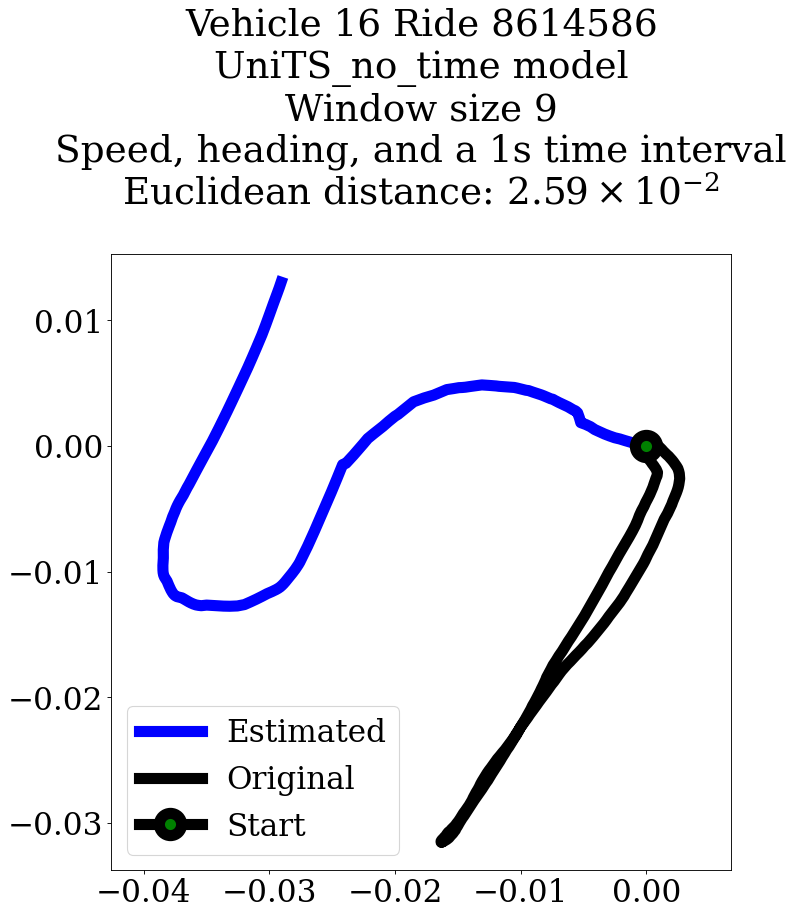 Vehicle 16 Ride 8614586
UniTS_no_time model
Window size 9
Speed, heading, and a 1s time interval
Euclidean distance: 2.59 × 10⁻²
0.01
0.00
−0.01
−0.02
−0.03
Estimated
Original
Start
−0.04
−0.03
−0.02
−0.01
0.00